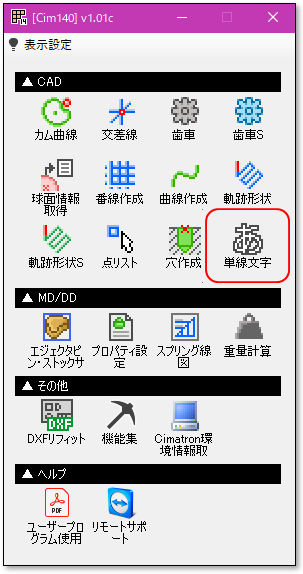 [Cim140] v1.01c
表示設定
▲ CAD
カム曲線
交差線
歯車
歯車S
球面情報
取得
番線作成
曲線作成
軌跡形状
軌跡形状S
点リスト
穴作成
あ
単線文字
▲ MD/DD
エジェクタピ
ン・ストックサ
プロパティ設
定
スプリング線
図
重量計算
▲ その他
DXF
DXFリフィット
機能集
Cimatron環
境情報取
▲ ヘルプ
PDF
ユーザープロ
グラム使用
リモートサポ
ート